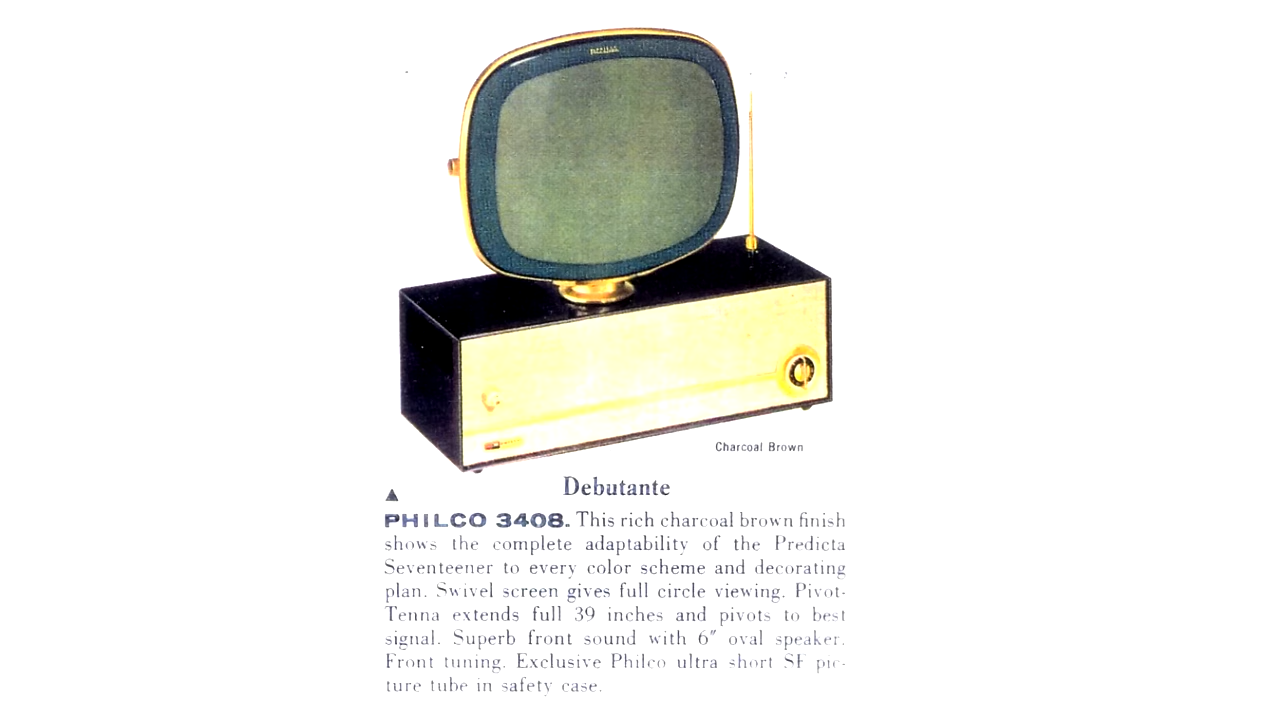 Charcoal Brown
Debutante
PHILCO 3408. This rich charcoal brown finish
shows the complete adaptability of the Predicta
Seventeener to every color scheme and decorating
plan. Swivel screen gives full circle viewing. Pivot-
Tenna extends full 39 inches and pivots to best
signal. Superb front sound with 6″ oval speaker.
Front tuning. Exclusive Philco ultra short SF pic-
ture tube in safety case.